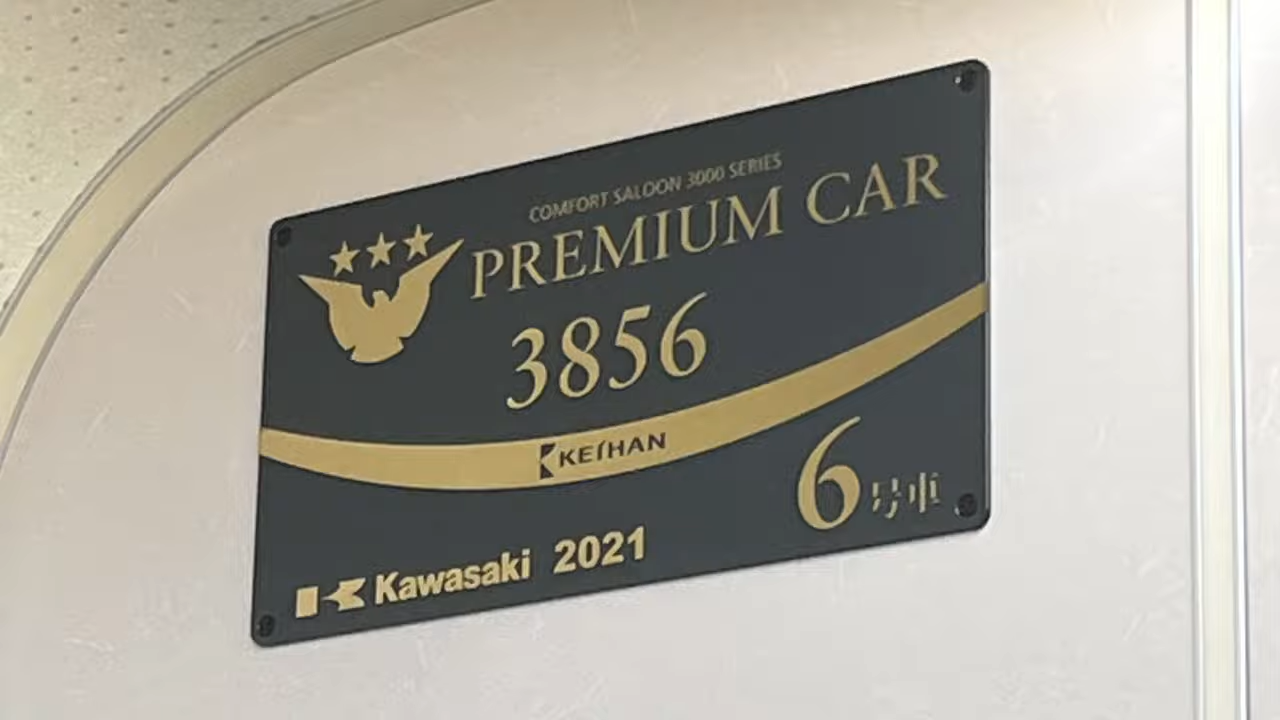 COMFORT SALOON 3000 SERIES
PREMIUM CAR
3856
KEIHAN
6号車
Kawasaki 2021